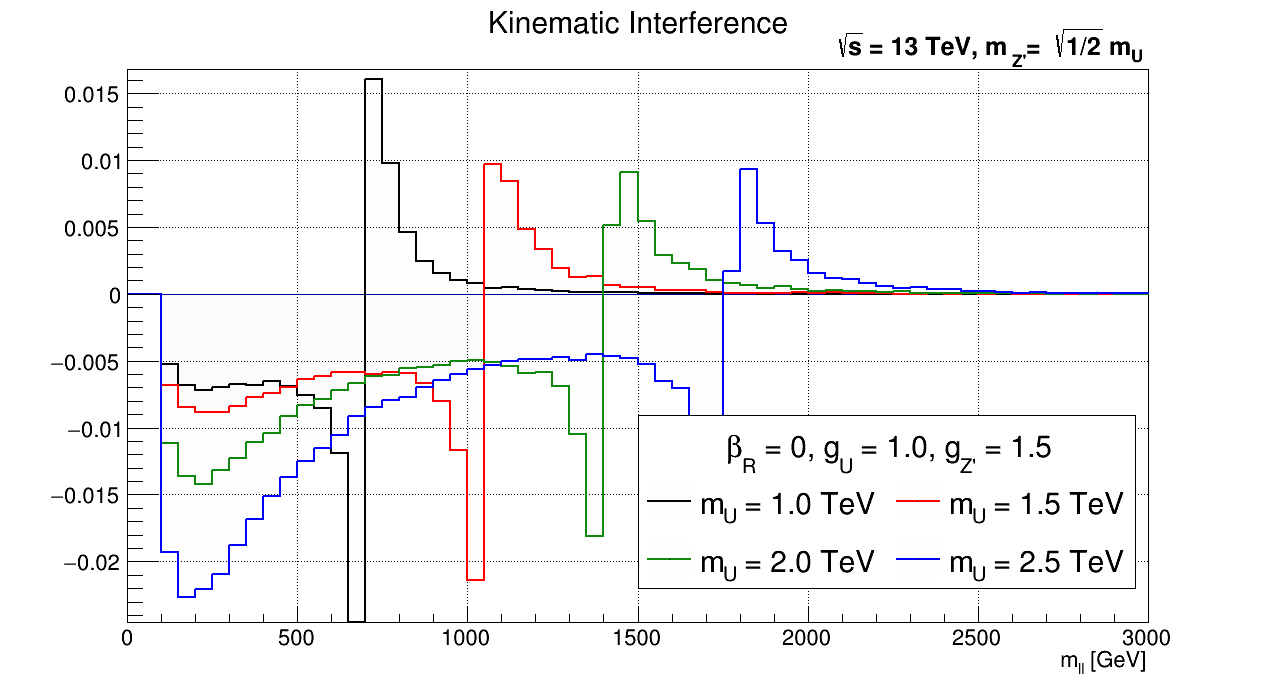 Kinematic Interference
√s = 13 TeV, m_Z'= √1/2 m_U
0.015
0.01
0.005
0
−0.005
−0.01
−0.015
−0.02
β_R = 0, g_U = 1.0, g_Z' = 1.5
m_U = 1.0 TeV m_U = 1.5 TeV
m_U = 2.0 TeV m_U = 2.5 TeV
0 500 1000 1500 2000 2500 3000
m_ll [GeV]